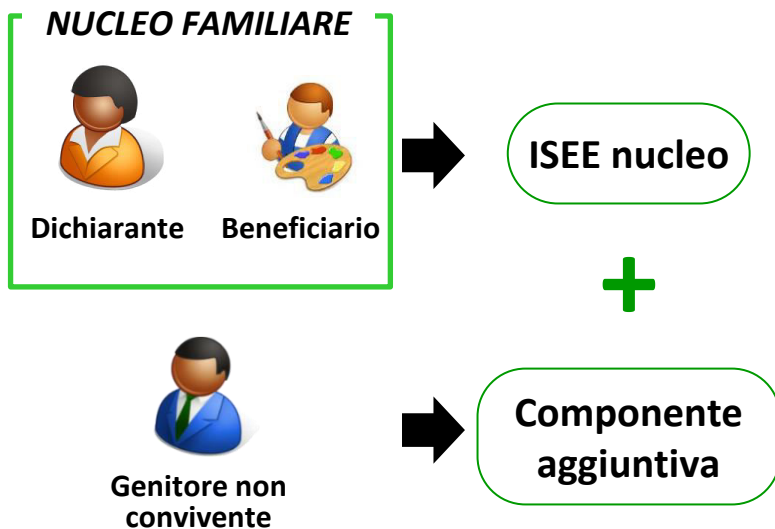 NUCLEO FAMILIARE
Dichiarante
Beneficiario
ISEE nucleo
+
Genitore non
convivente
Componente
aggiuntiva